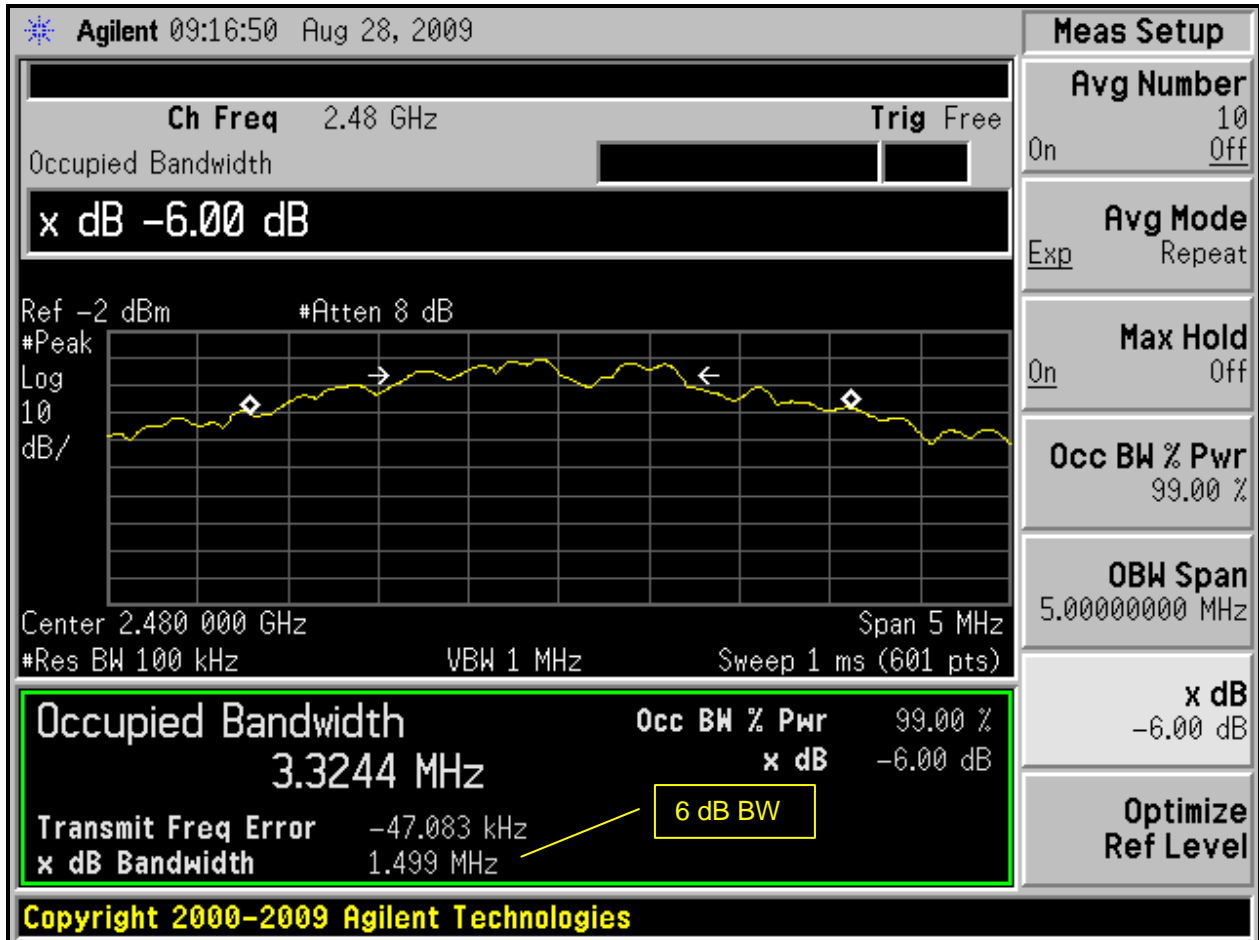 Agilent 09:16:50 Aug 28, 2009
Ch Freq 2.48 GHz Trig Free
Occupied Bandwidth
x dB -6.00 dB
Ref -2 dBm #Atten 8 dB
#Peak
Log
10
dB/
Center 2.480 000 GHz Span 5 MHz
#Res BW 100 kHz VBW 1 MHz Sweep 1 ms (601 pts)
Occupied Bandwidth Occ BW % Pwr 99.00 %
3.3244 MHz x dB -6.00 dB
6 dB BW
Transmit Freq Error -47.083 kHz
x dB Bandwidth 1.499 MHz
Copyright 2000-2009 Agilent Technologies
Meas Setup
Avg Number
10
On Off
Avg Mode
Exp Repeat
Max Hold
On Off
Occ BW % Pwr
99.00 %
OBW Span
5.00000000 MHz
x dB
-6.00 dB
Optimize
Ref Level